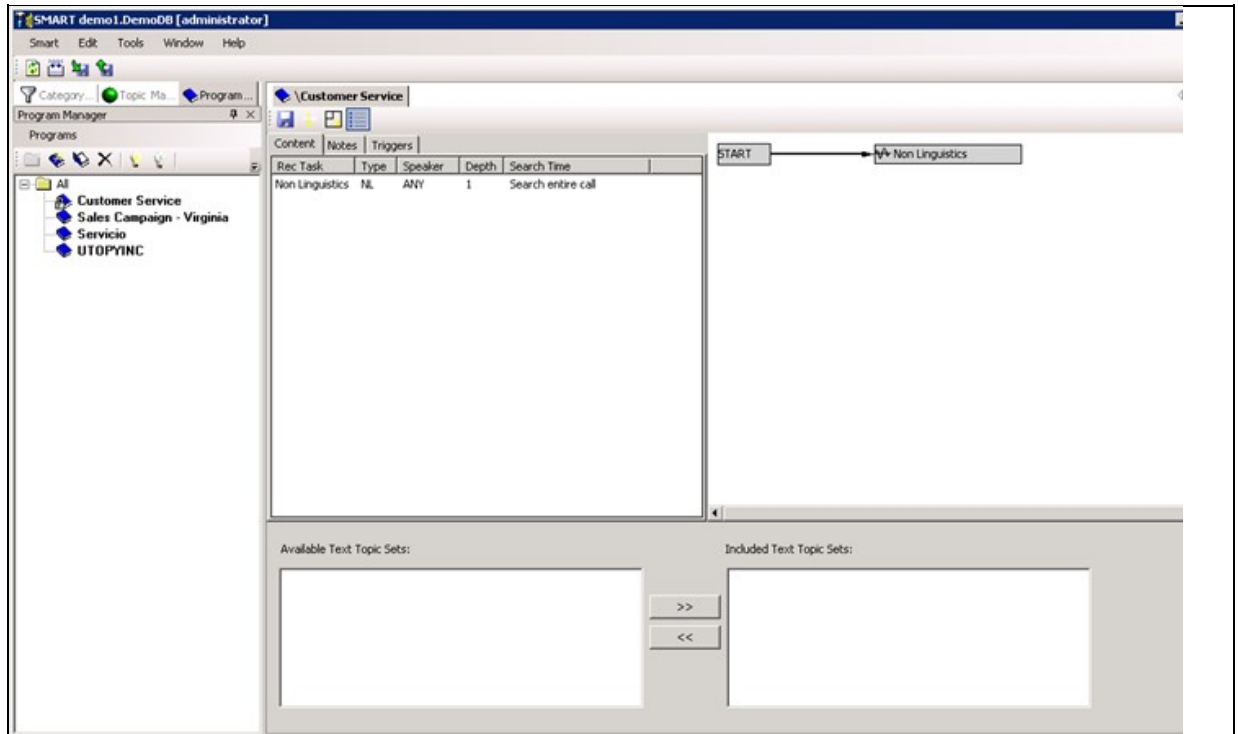 SMART demo1.DemoDB [administrator]
Smart Edit Tools Window Help
Category... Topic Ma... Program...
Program Manager
Programs
All
Customer Service
Sales Campaign - Virginia
Servicio
UTOPYINC
\Customer Service
Content Notes Triggers
Rec Task Type Speaker Depth Search Time
Non Linguistics NL ANY 1 Search entire call
START Non Linguistics
Available Text Topic Sets: Included Text Topic Sets:
>>
<<